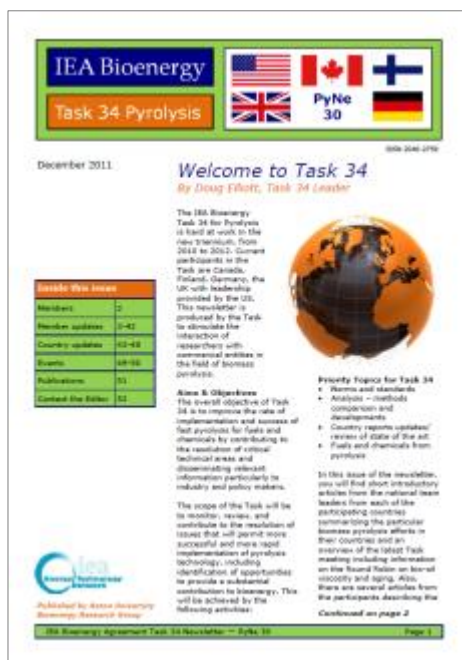 IEA Bioenergy
Task 34 Pyrolysis
PyNe
30
ISSN 2040-2759
December 2011
Welcome to Task 34
By Doug Elliott, Task 34 Leader
The IEA Bioenergy
Task 34 for Pyrolysis
is hard at work in the
new triennium, from
2010 to 2012. Current
participants in the
Task are Canada,
Finland, Germany, the
UK with leadership
provided by the US.
This newsletter is
produced by the Task
to stimulate the
interaction of
researchers with
commercial entities in
the field of biomass
pyrolysis.
Aims & Objectives
The overall objective of Task
34 is to improve the rate of
implementation and success of
fast pyrolysis for fuels and
chemicals by contributing to
the resolution of critical
technical areas and
disseminating relevant
information particularly to
industry and policy makers.
The scope of the Task will be
to monitor, review, and
contribute to the resolution of
issues that will permit more
successful and more rapid
implementation of pyrolysis
technology, including
identification of opportunities
to provide a substantial
contribution to bioenergy. This
will be achieved by the
following activities:
Inside this issue
Members 2
Member updates
Country updates
Events
Publications 51
Contact the Editor 52
Priority Topics for Task 34
• Norms and standards
• Analysis – methods
comparison and
developments
• Country reports updates/
review of state of the art
• Fuels and chemicals from
pyrolysis
In this issue of the newsletter,
you will find short introductory
articles from the national team
leaders from each of the
participating countries
summarizing the particular
biomass pyrolysis efforts in
their countries and an
overview of the latest Task
meeting including information
on the Round Robin on bio-oil
viscosity and aging. Also,
there are several articles from
the participants describing the
Continued on page 2
iea
Published by Aston University
Bioenergy Research Group
IEA Bioenergy Agreement Task 34 Newsletter — PyNe 30
Page 1